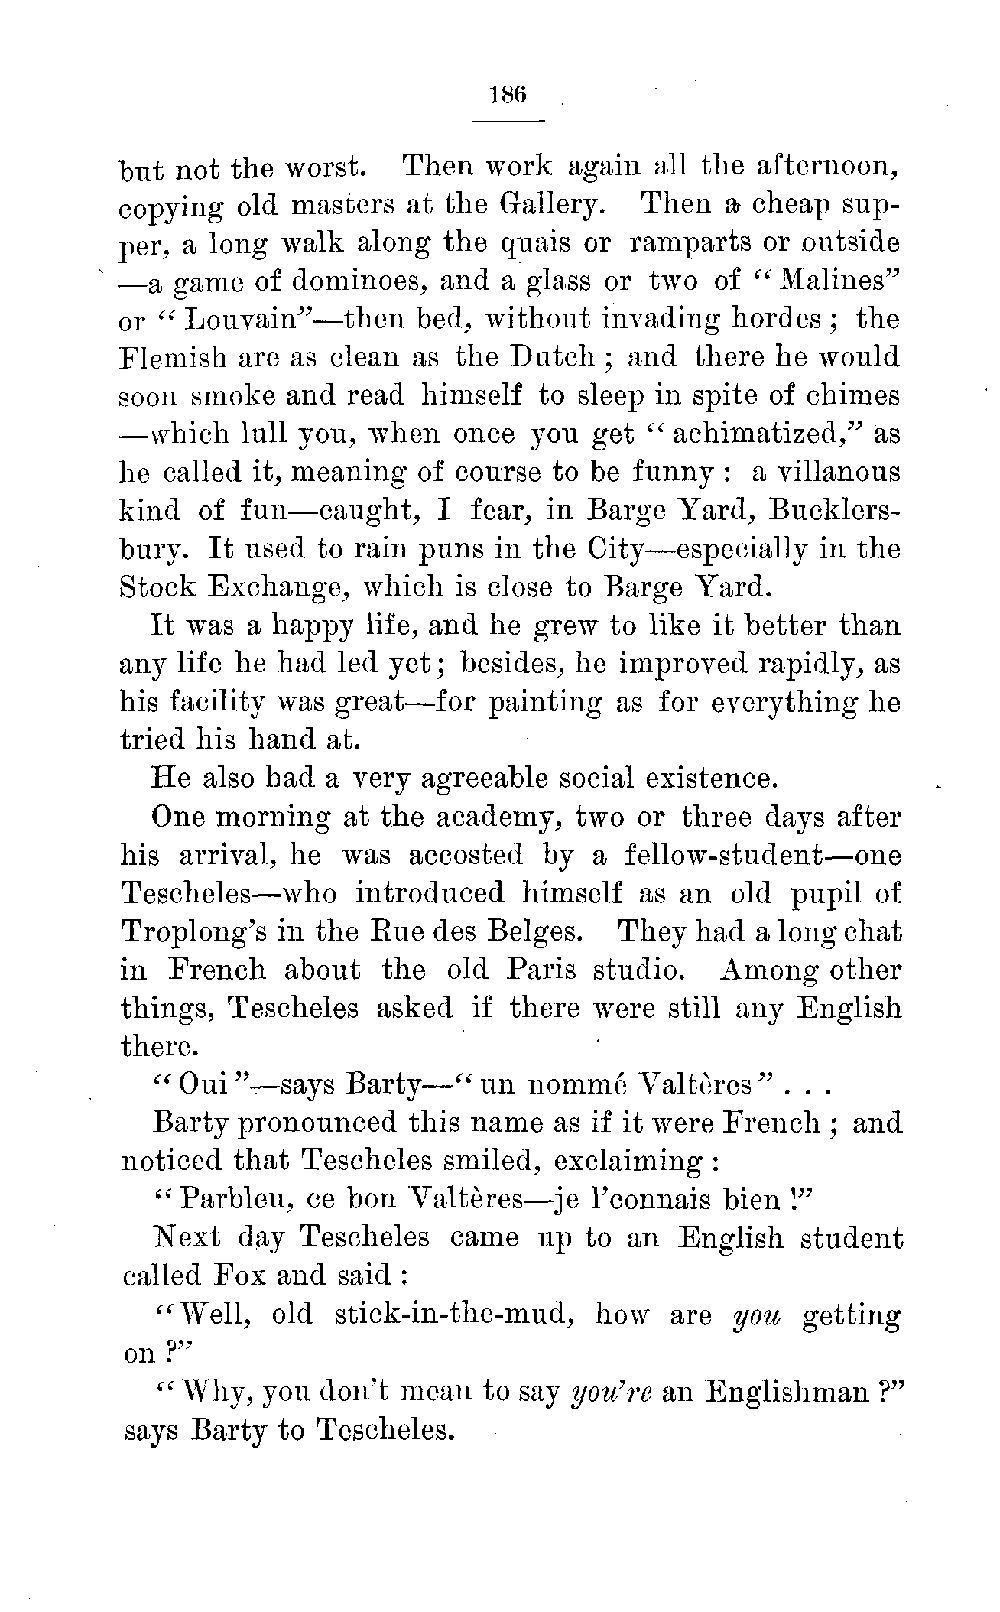 186
but not the worst. Then work again all the afternoon,
copying old masters at the Gallery. Then a cheap sup-
per, a long walk along the quais or ramparts or outside
—a game of dominoes, and a glass or two of “Malines”
or “Louvain”—then bed, without invading hordes; the
Flemish are as clean as the Dutch; and there he would
soon smoke and read himself to sleep in spite of chimes
—which lull you, when once you get “achimatized,” as
he called it, meaning of course to be funny: a villanous
kind of fun—caught, I fear, in Barge Yard, Bucklers-
bury. It used to rain puns in the City—especially in the
Stock Exchange, which is close to Barge Yard.
It was a happy life, and he grew to like it better than
any life he had led yet; besides, he improved rapidly, as
his facility was great—for painting as for everything he
tried his hand at.
He also had a very agreeable social existence.
One morning at the academy, two or three days after
his arrival, he was accosted by a fellow-student—one
Tescheles—who introduced himself as an old pupil of
Troplong’s in the Rue des Belges. They had a long chat
in French about the old Paris studio. Among other
things, Tescheles asked if there were still any English
there.
“Oui”—says Barty—“un nommé Valtères” . . .
Barty pronounced this name as if it were French; and
noticed that Tescheles smiled, exclaiming:
“Parbleu, ce bon Valtères—je l’connais bien!”
Next day Tescheles came up to an English student
called Fox and said:
“Well, old stick-in-the-mud, how are you getting
on?”
“Why, you don’t mean to say you’re an Englishman?”
says Barty to Tescheles.